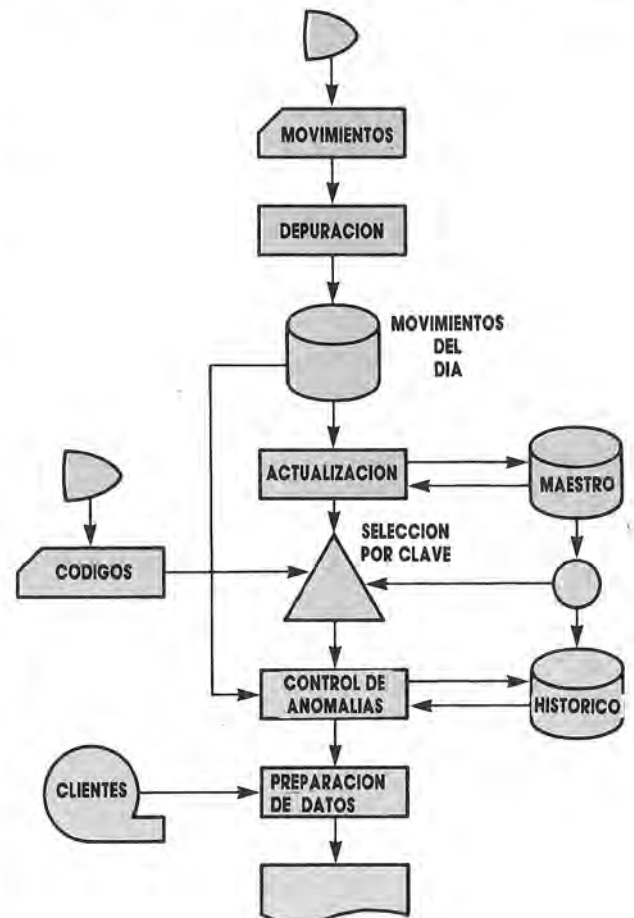 MOVIMIENTOS
DEPURACION
MOVIMIENTOS
DEL
DIA
ACTUALIZACION
MAESTRO
SELECCION
POR CLAVE
CODIGOS
CONTROL DE
ANOMALIAS
HISTORICO
CLIENTES
PREPARACION
DE DATOS